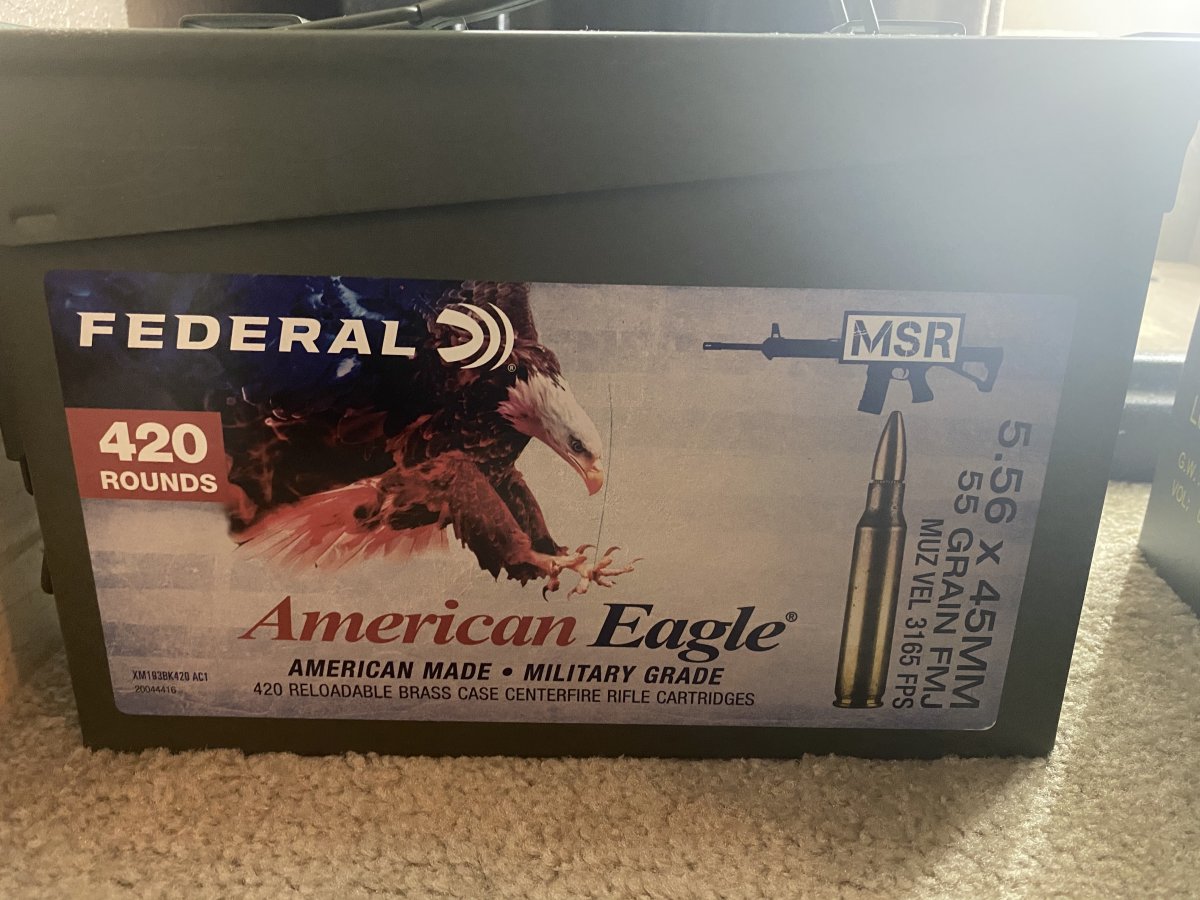 FEDERAL ®
MSR
420
ROUNDS
5.56 X 45MM
55 GRAIN FMJ
MUZ VEL 3165 FPS
American Eagle®
AMERICAN MADE • MILITARY GRADE
420 RELOADABLE BRASS CASE CENTERFIRE RIFLE CARTRIDGES
XM193BK420 AC1
20044416